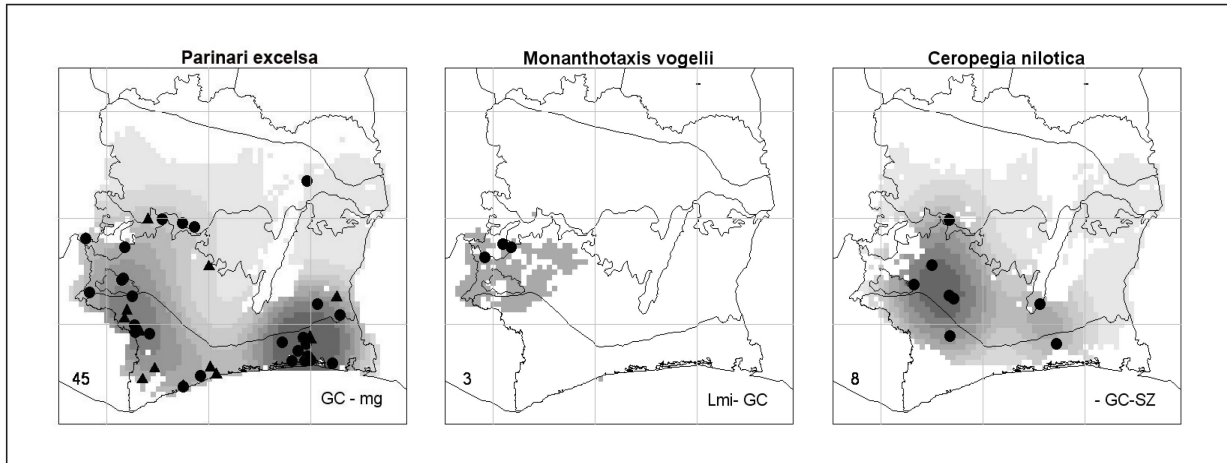 Parinari excelsa
45
GC - mg
Monanthotaxis vogelii
-
3
Lmi- GC
Ceropegia nilotica
-
8
- GC-SZ